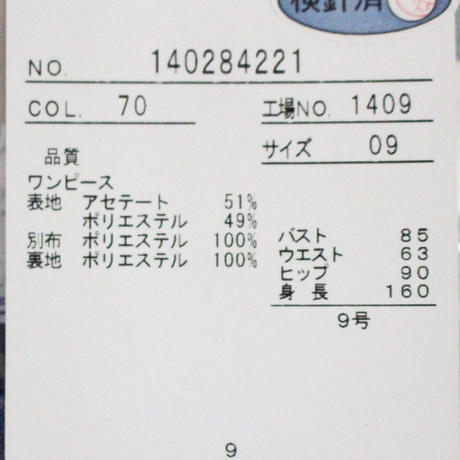 検針済
NO. 140284221
COL. 70
工場NO. 1409
サイズ 09
品質
ワンピース
表地 アセテート 51%
ポリエステル 49%
別布 ポリエステル 100%
裏地 ポリエステル 100%
バスト 85
ウエスト 63
ヒップ 90
身長 160
9号
9